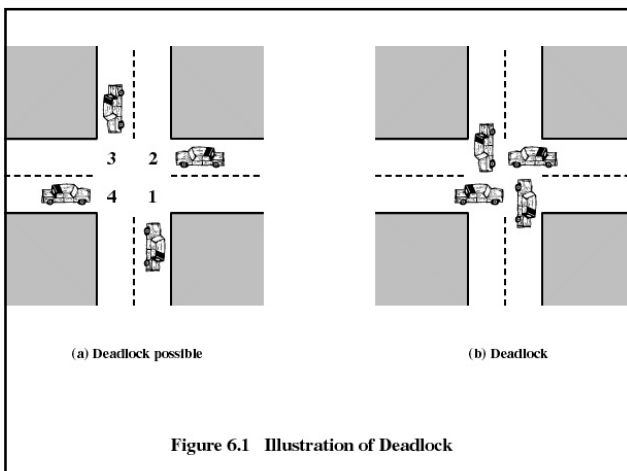 3 2
4 1
(a) Deadlock possible
(b) Deadlock
Figure 6.1 Illustration of Deadlock